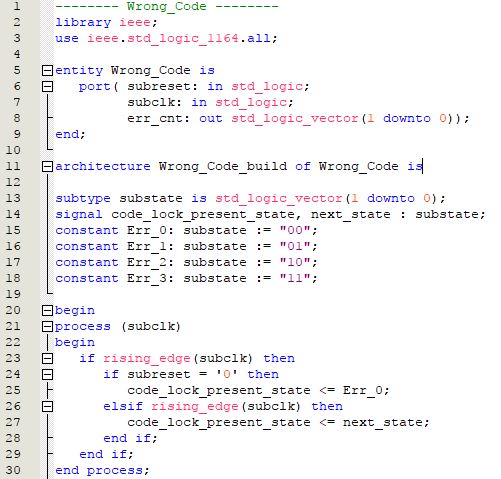 1 -------- Wrong_Code --------
2 library ieee;
3 use ieee.std_logic_1164.all;
4
5 entity Wrong_Code is
6 port( subreset: in std_logic;
7 subclk: in std_logic;
8 err_cnt: out std_logic_vector(1 downto 0));
9 end;
10
11 architecture Wrong_Code_build of Wrong_Code is
12
13 subtype substate is std_logic_vector(1 downto 0);
14 signal code_lock_present_state, next_state : substate;
15 constant Err_0: substate := "00";
16 constant Err_1: substate := "01";
17 constant Err_2: substate := "10";
18 constant Err_3: substate := "11";
19
20 begin
21 process (subclk)
22 begin
23 if rising_edge(subclk) then
24 if subreset = '0' then
25 code_lock_present_state <= Err_0;
26 elsif rising_edge(subclk) then
27 code_lock_present_state <= next_state;
28 end if;
29 end if;
30 end process;